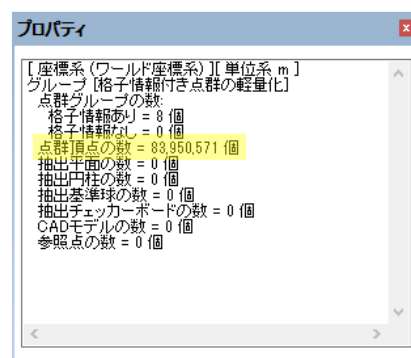 プロパティ
[ 座標系 (ワールド座標系) ][ 単位系 m ]
グループ [格子情報付き点群の軽量化]
点群グループの数:
格子情報あり = 8 個
格子情報なし = 0 個
点群頂点の数 = 83,950,571 個
抽出平面の数 = 0 個
抽出円柱の数 = 0 個
抽出基準球の数 = 0 個
抽出チェッカーボードの数 = 0 個
CADモデルの数 = 0 個
参照点の数 = 0 個